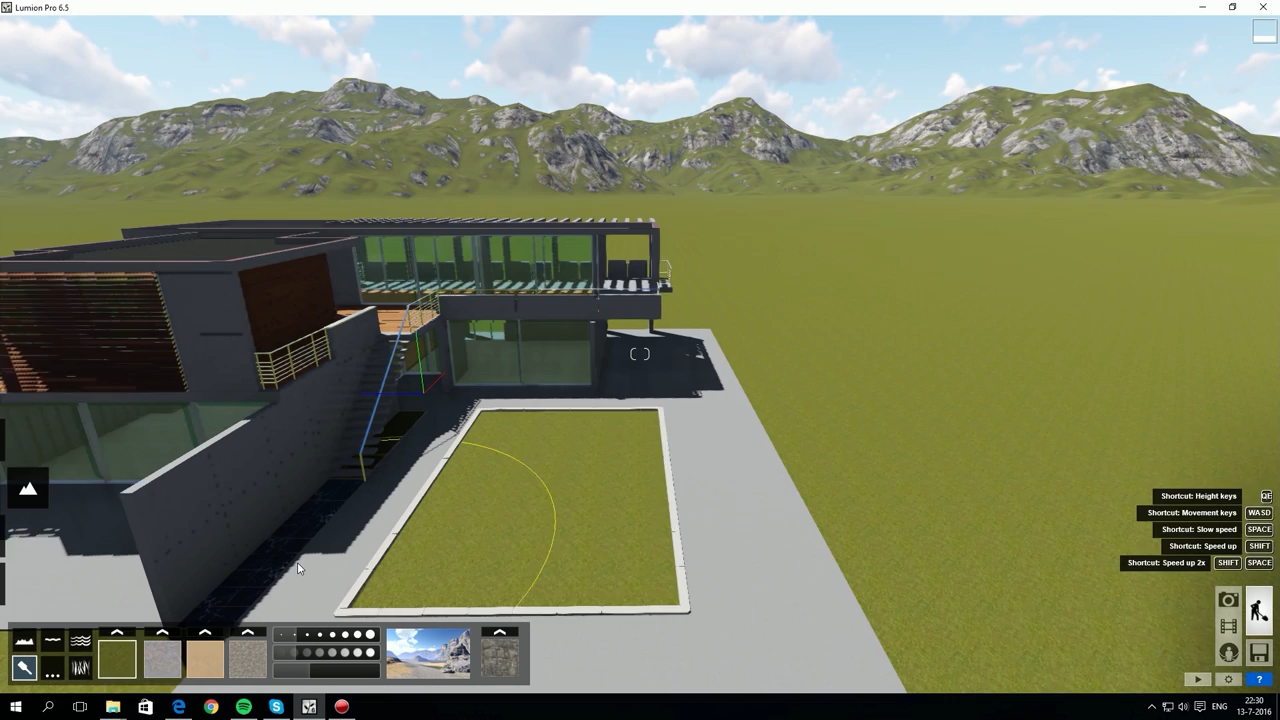 Lumion Pro 6.5
Shortcut: Height keys QE
Shortcut: Movement keys WASD
Shortcut: Slow speed SPACE
Shortcut: Speed up SHIFT
Shortcut: Speed up 2x SHIFT SPACE
?
ENG
22:30
13-7-2016